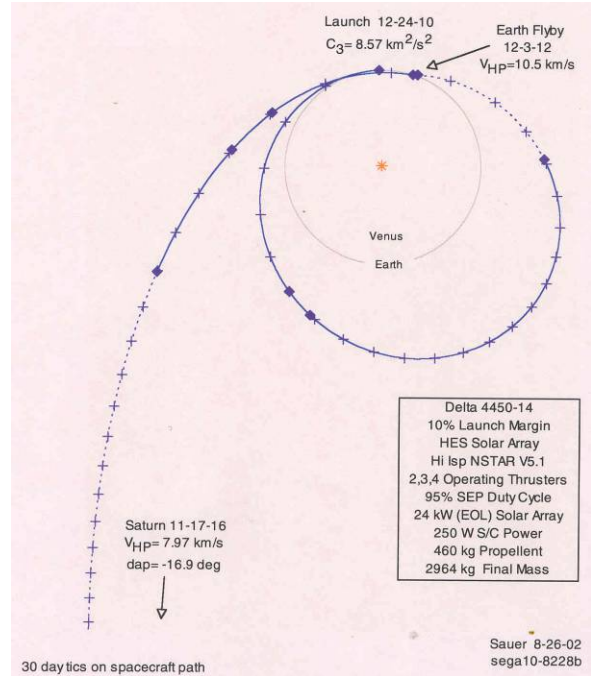 Launch 12-24-10
C3= 8.57 km2/s2
Earth Flyby
12-3-12
VHP=10.5 km/s
Venus
Earth
Delta 4450-14
10% Launch Margin
HES Solar Array
Hi Isp NSTAR V5.1
2,3,4 Operating Thrusters
95% SEP Duty Cycle
24 kW (EOL) Solar Array
250 W S/C Power
460 kg Propellent
2964 kg Final Mass
Saturn 11-17-16
VHP= 7.97 km/s
dap= -16.9 deg
Sauer 8-26-02
sega10-8228b
30 day tics on spacecraft path